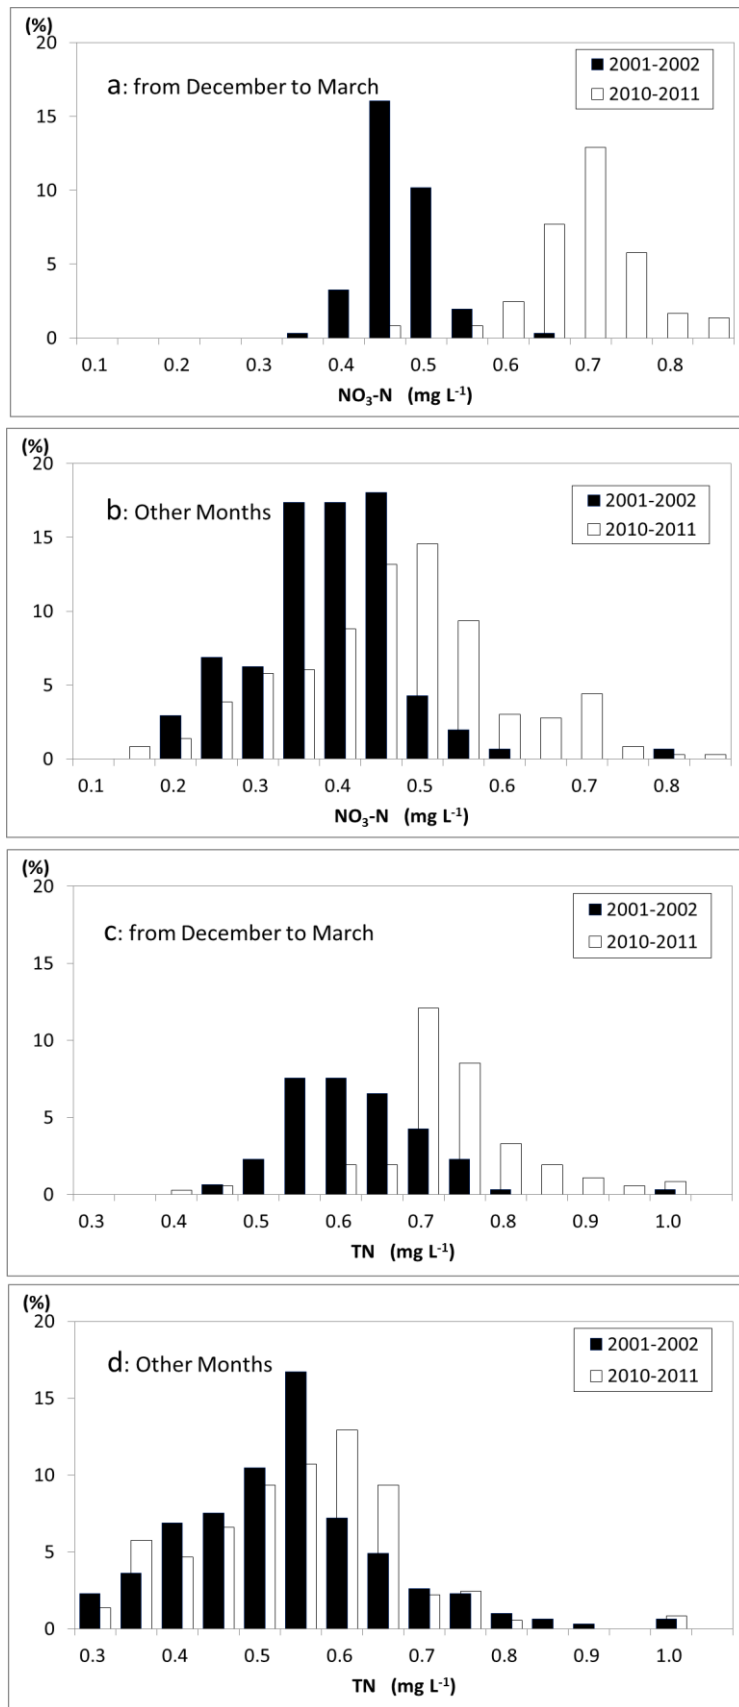 (%)
20
15
10
5
0
a: from December to March
2001-2002
2010-2011
0.1 0.2 0.3 0.4 0.5 0.6 0.7 0.8
NO₃-N (mg L⁻¹)
(%)
20
15
10
5
0
b: Other Months
2001-2002
2010-2011
0.1 0.2 0.3 0.4 0.5 0.6 0.7 0.8
NO₃-N (mg L⁻¹)
(%)
20
15
10
5
0
c: from December to March
2001-2002
2010-2011
0.3 0.4 0.5 0.6 0.7 0.8 0.9 1.0
TN (mg L⁻¹)
(%)
20
15
10
5
0
d: Other Months
2001-2002
2010-2011
0.3 0.4 0.5 0.6 0.7 0.8 0.9 1.0
TN (mg L⁻¹)